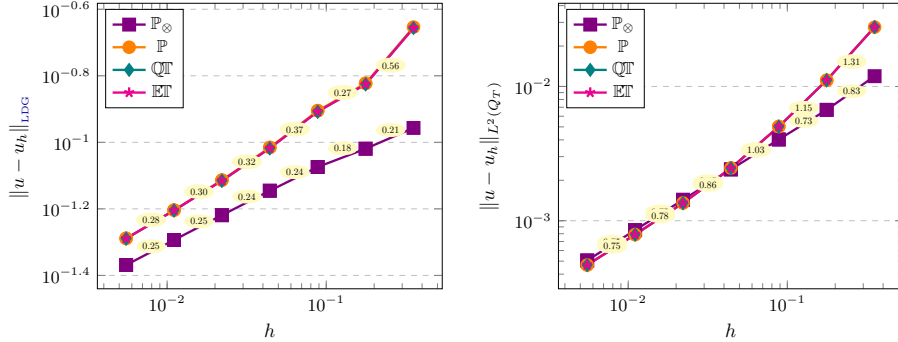 10^−0.6
10^−0.8
10^−1
10^−1.2
10^−1.4
‖u − u_h‖_LDG
ℙ_⊗
ℙ
ℚ𝕋
𝔼𝕋
0.56
0.27
0.37
0.32
0.30
0.28
0.21
0.18
0.24
0.24
0.25
0.25
10^−2
10^−1
h
10^−2
10^−3
‖u − u_h‖_L^2(Q_T)
ℙ_⊗
ℙ
ℚ𝕋
𝔼𝕋
1.31
0.83
1.15
0.73
1.03
0.86
0.78
0.75
10^−2
10^−1
h